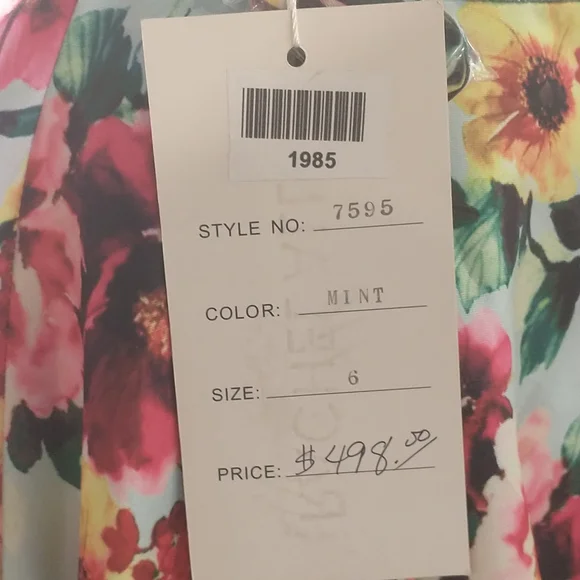 1985
STYLE NO: 7595
COLOR: MINT
SIZE: 6
PRICE: $498.00